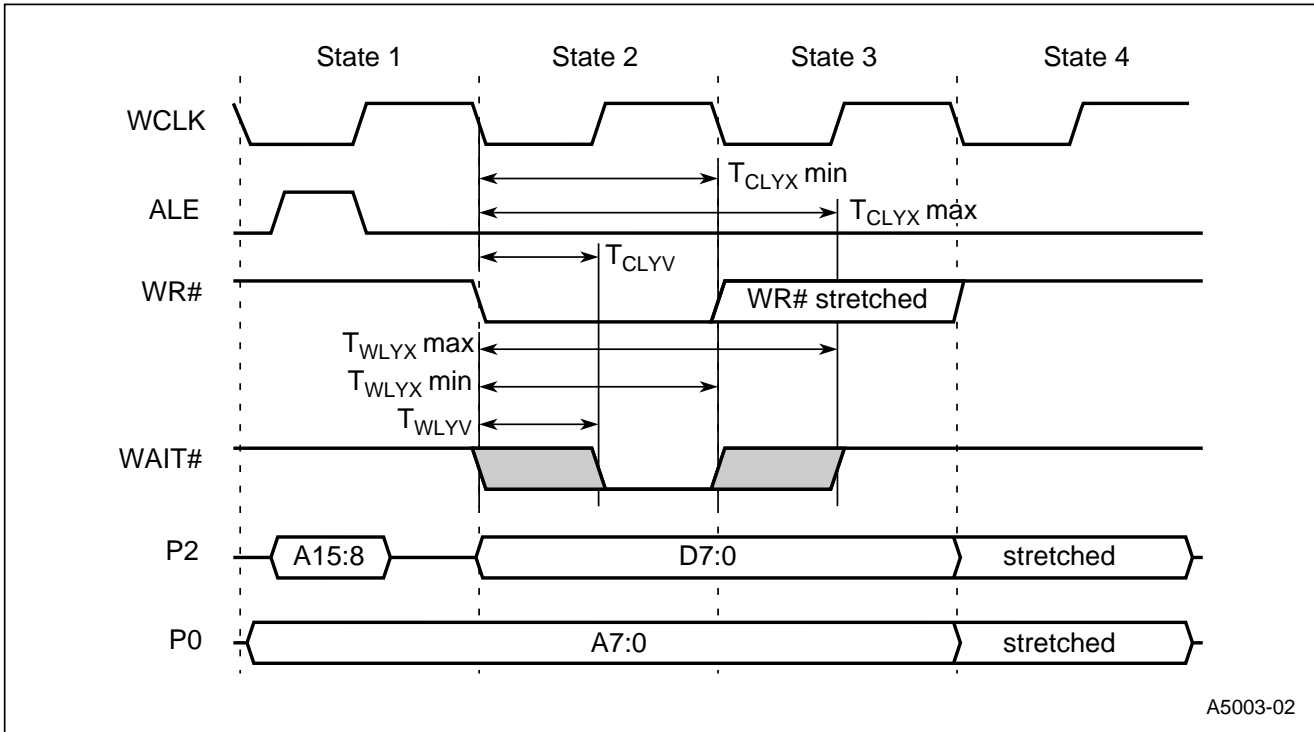 State 1 State 2 State 3 State 4
WCLK
T_CLYX min
ALE
T_CLYX max
T_CLYV
WR#
WR# stretched
T_WLYX max
T_WLYX min
T_WLYV
WAIT#
P2 A15:8 D7:0 stretched
P0 A7:0 stretched
A5003-02